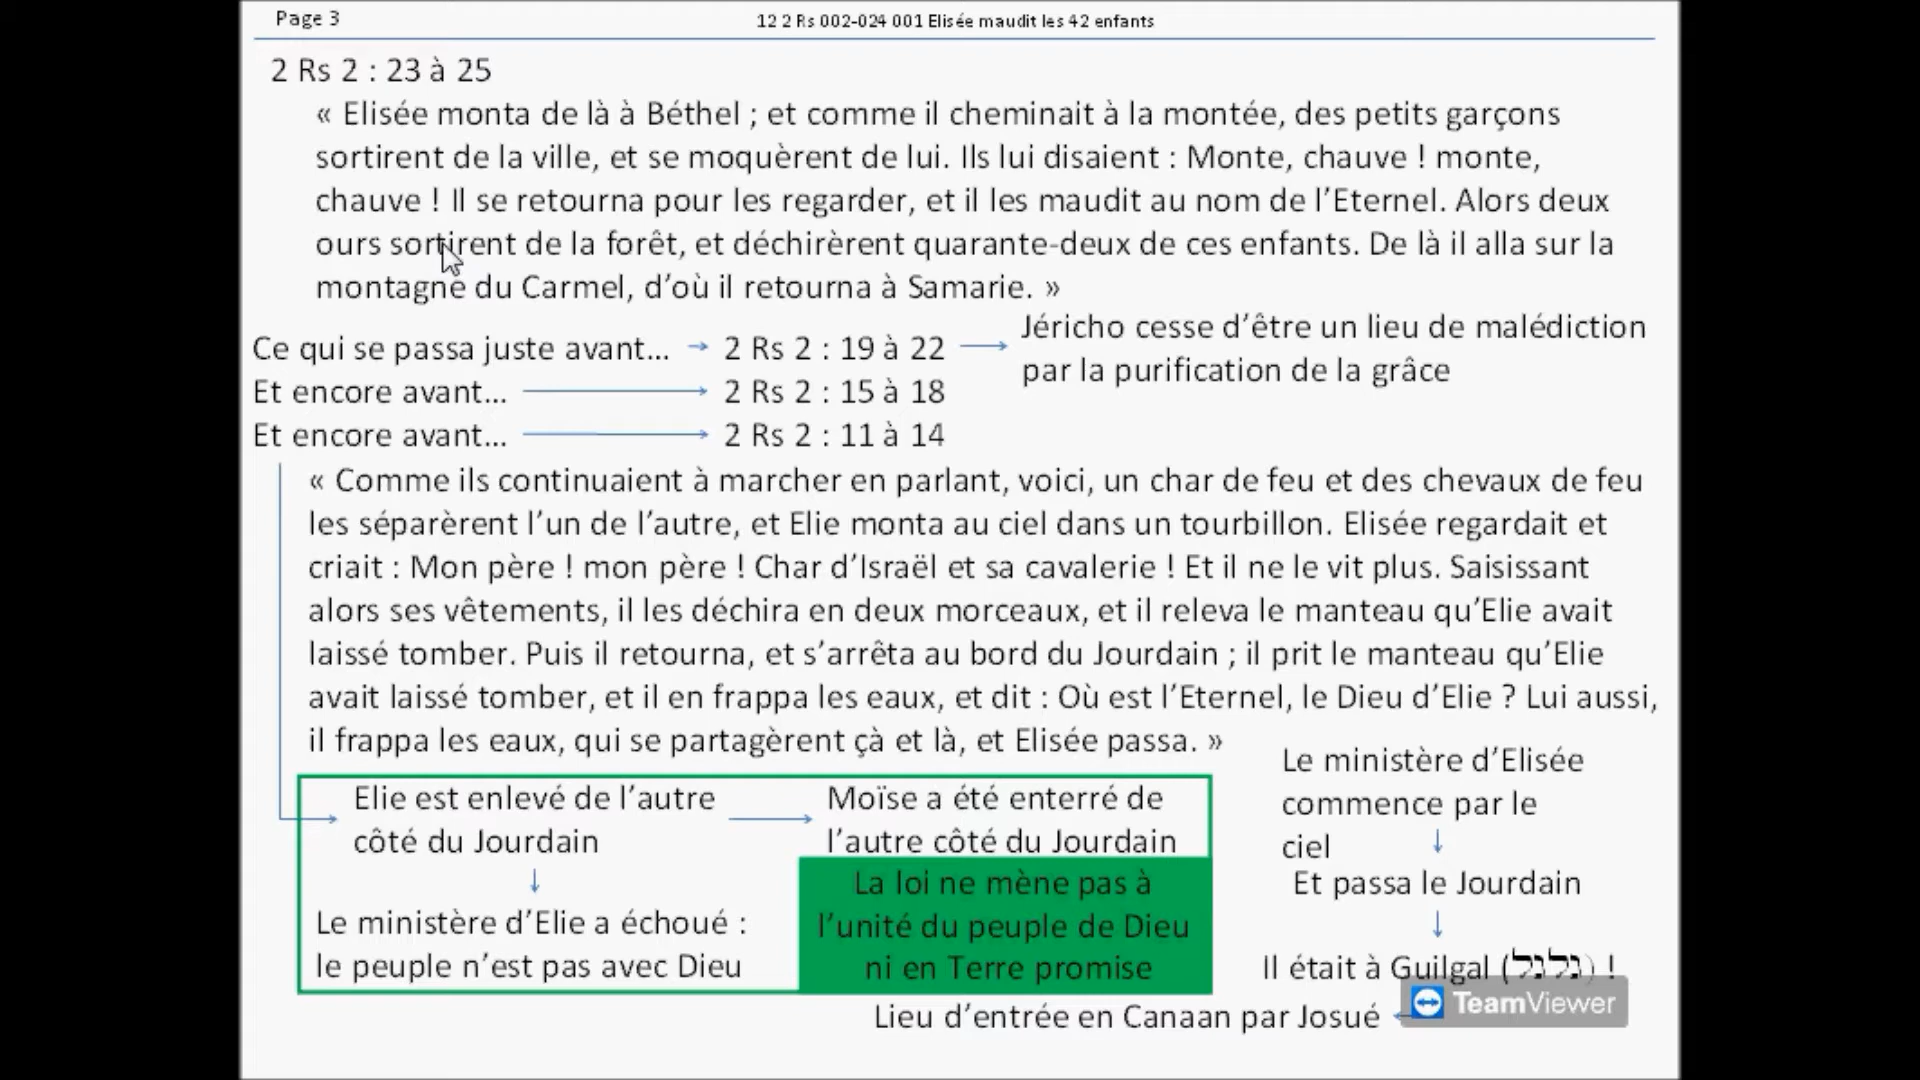 Page 3
12 2 Rs 002-024 001 Elisée maudit les 42 enfants
2 Rs 2 : 23 à 25
« Elisée monta de là à Béthel ; et comme il cheminait à la montée, des petits garçons
sortirent de la ville, et se moquèrent de lui. Ils lui disaient : Monte, chauve ! monte,
chauve ! Il se retourna pour les regarder, et il les maudit au nom de l’Eternel. Alors deux
ours sortirent de la forêt, et déchirèrent quarante-deux de ces enfants. De là il alla sur la
montagne du Carmel, d’où il retourna à Samarie. »
Ce qui se passa juste avant... → 2 Rs 2 : 19 à 22 →
Jéricho cesse d’être un lieu de malédiction
par la purification de la grâce
Et encore avant... → 2 Rs 2 : 15 à 18
Et encore avant... → 2 Rs 2 : 11 à 14
« Comme ils continuaient à marcher en parlant, voici, un char de feu et des chevaux de feu
les séparèrent l’un de l’autre, et Elie monta au ciel dans un tourbillon. Elisée regardait et
criait : Mon père ! mon père ! Char d’Israël et sa cavalerie ! Et il ne le vit plus. Saisissant
alors ses vêtements, il les déchira en deux morceaux, et il releva le manteau qu’Elie avait
laissé tomber. Puis il retourna, et s’arrêta au bord du Jourdain ; il prit le manteau qu’Elie
avait laissé tomber, et il en frappa les eaux, et dit : Où est l’Eternel, le Dieu d’Elie ? Lui aussi,
il frappa les eaux, qui se partagèrent çà et là, et Elisée passa. »
Elie est enlevé de l’autre
côté du Jourdain
Le ministère d’Elie a échoué :
le peuple n’est pas avec Dieu
Moïse a été enterré de
l’autre côté du Jourdain
La loi ne mène pas à
l’unité du peuple de Dieu
ni en Terre promise
Le ministère d’Elisée
commence par le
ciel
Et passa le Jourdain
Il était à Guilgal (גלגל) !
Lieu d’entrée en Canaan par Josué
TeamViewer